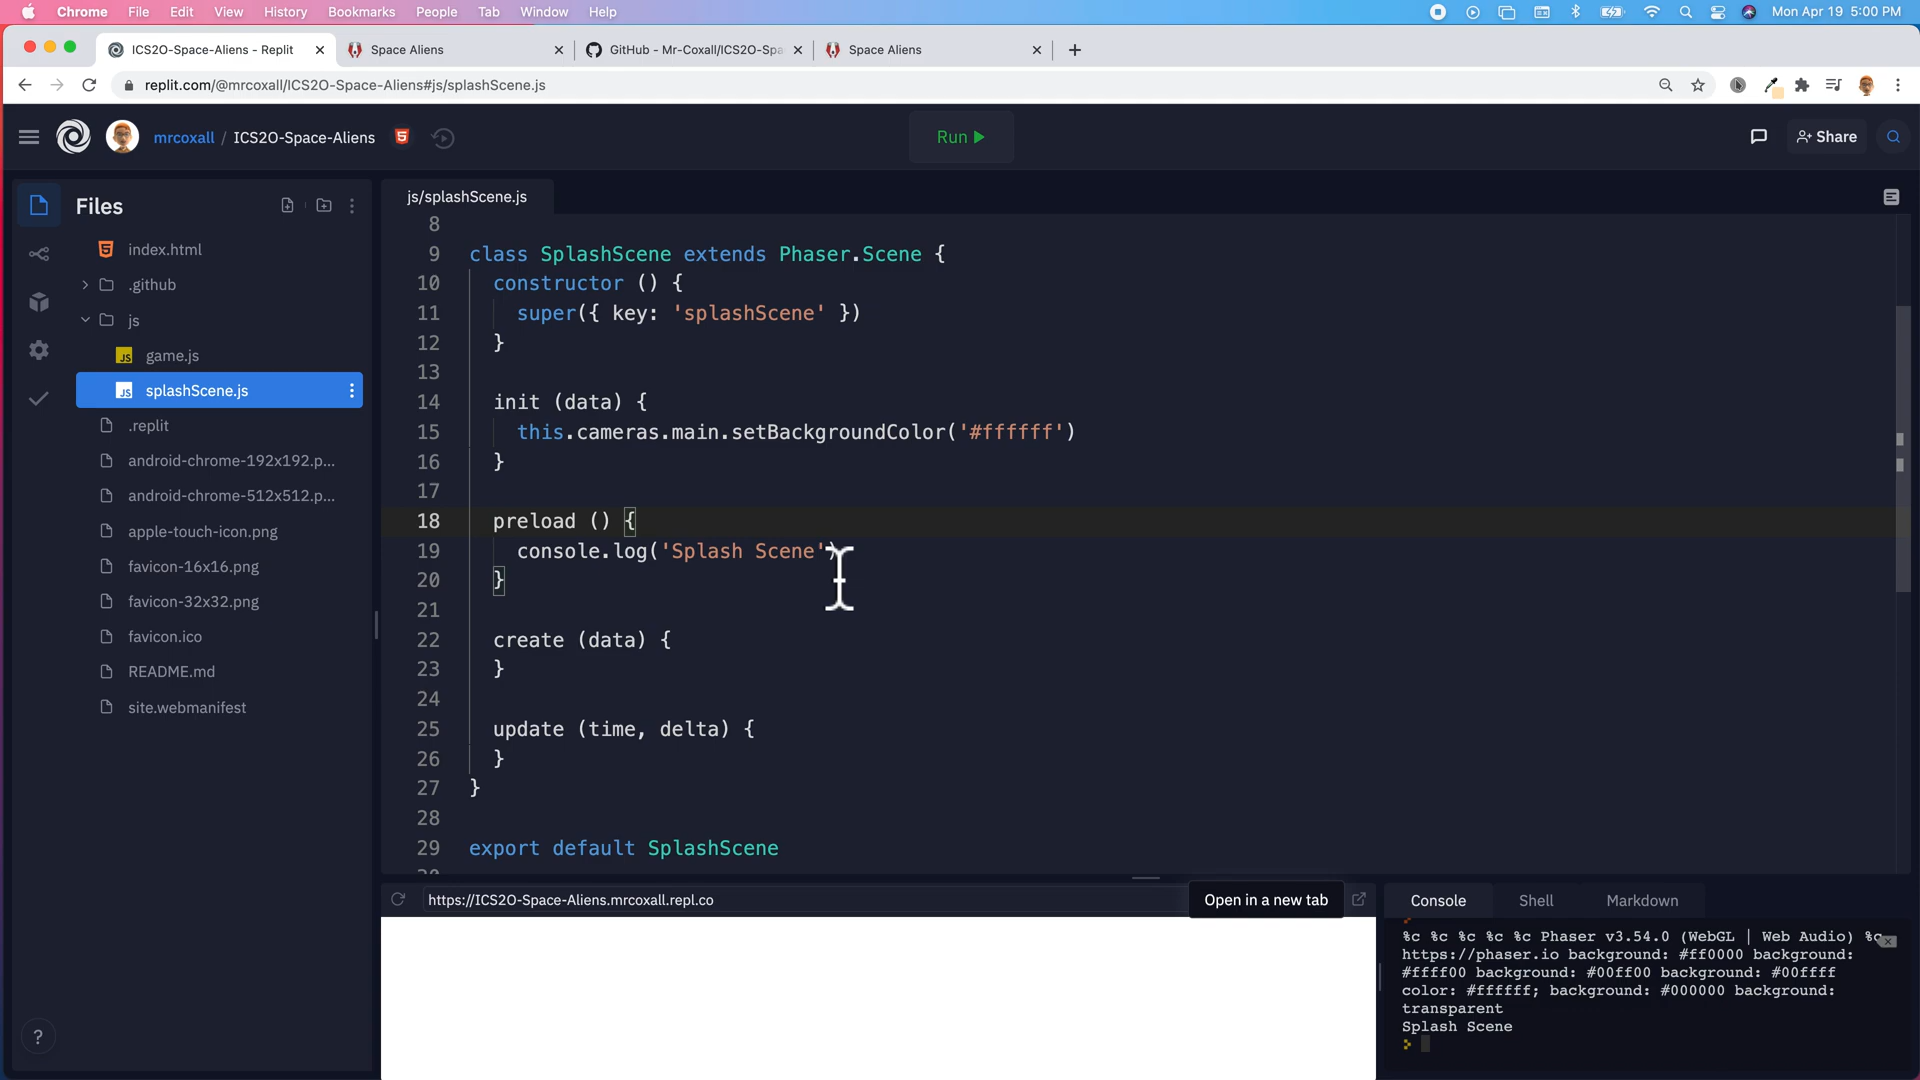 Chrome File Edit View History Bookmarks People Tab Window Help Mon Apr 19 5:00 PM
ICS2O-Space-Aliens - Replit Space Aliens GitHub - Mr-Coxall/ICS2O-Spa Space Aliens
replit.com/@mrcoxall/ICS2O-Space-Aliens#js/splashScene.js
mrcoxall / ICS2O-Space-Aliens Run Share
Files
index.html
.github
js
game.js
splashScene.js
.replit
android-chrome-192x192.p...
android-chrome-512x512.p...
apple-touch-icon.png
favicon-16x16.png
favicon-32x32.png
favicon.ico
README.md
site.webmanifest
js/splashScene.js
8
9 class SplashScene extends Phaser.Scene {
10 constructor () {
11 super({ key: 'splashScene' })
12 }
13
14 init (data) {
15 this.cameras.main.setBackgroundColor('#ffffff')
16 }
17
18 preload () {
19 console.log('Splash Scene')
20 }
21
22 create (data) {
23 }
24
25 update (time, delta) {
26 }
27 }
28
29 export default SplashScene
https://ICS2O-Space-Aliens.mrcoxall.repl.co Open in a new tab
Console Shell Markdown
%c %c %c %c %c Phaser v3.54.0 (WebGL | Web Audio) %c
https://phaser.io background: #ff0000 background:
#ffff00 background: #00ff00 background: #00ffff
color: #ffffff; background: #000000 background:
transparent
Splash Scene
?